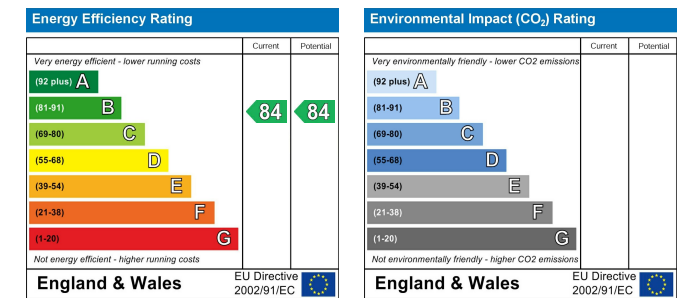 Energy Efficiency Rating
Current Potential
Very energy efficient - lower running costs
(92 plus) A
(81-91) B 84 84
(69-80) C
(55-68) D
(39-54) E
(21-38) F
(1-20) G
Not energy efficient - higher running costs
England & Wales
EU Directive
2002/91/EC
Environmental Impact (CO2) Rating
Current Potential
Very environmentally friendly - lower CO2 emissions
(92 plus) A
(81-91) B
(69-80) C
(55-68) D
(39-54) E
(21-38) F
(1-20) G
Not environmentally friendly - higher CO2 emissions
England & Wales
EU Directive
2002/91/EC